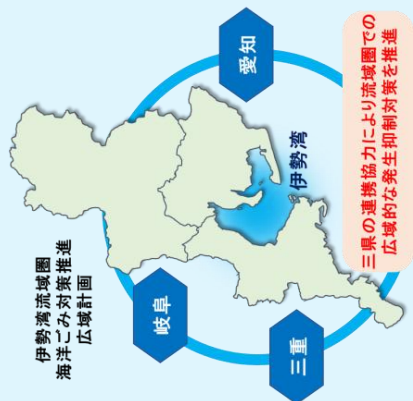 伊勢湾流域圏
海洋ごみ対策推進
広域計画
岐阜
愛知
三重
伊勢湾
三県の連携協力により流域圏での
広域的な発生抑制対策を推進